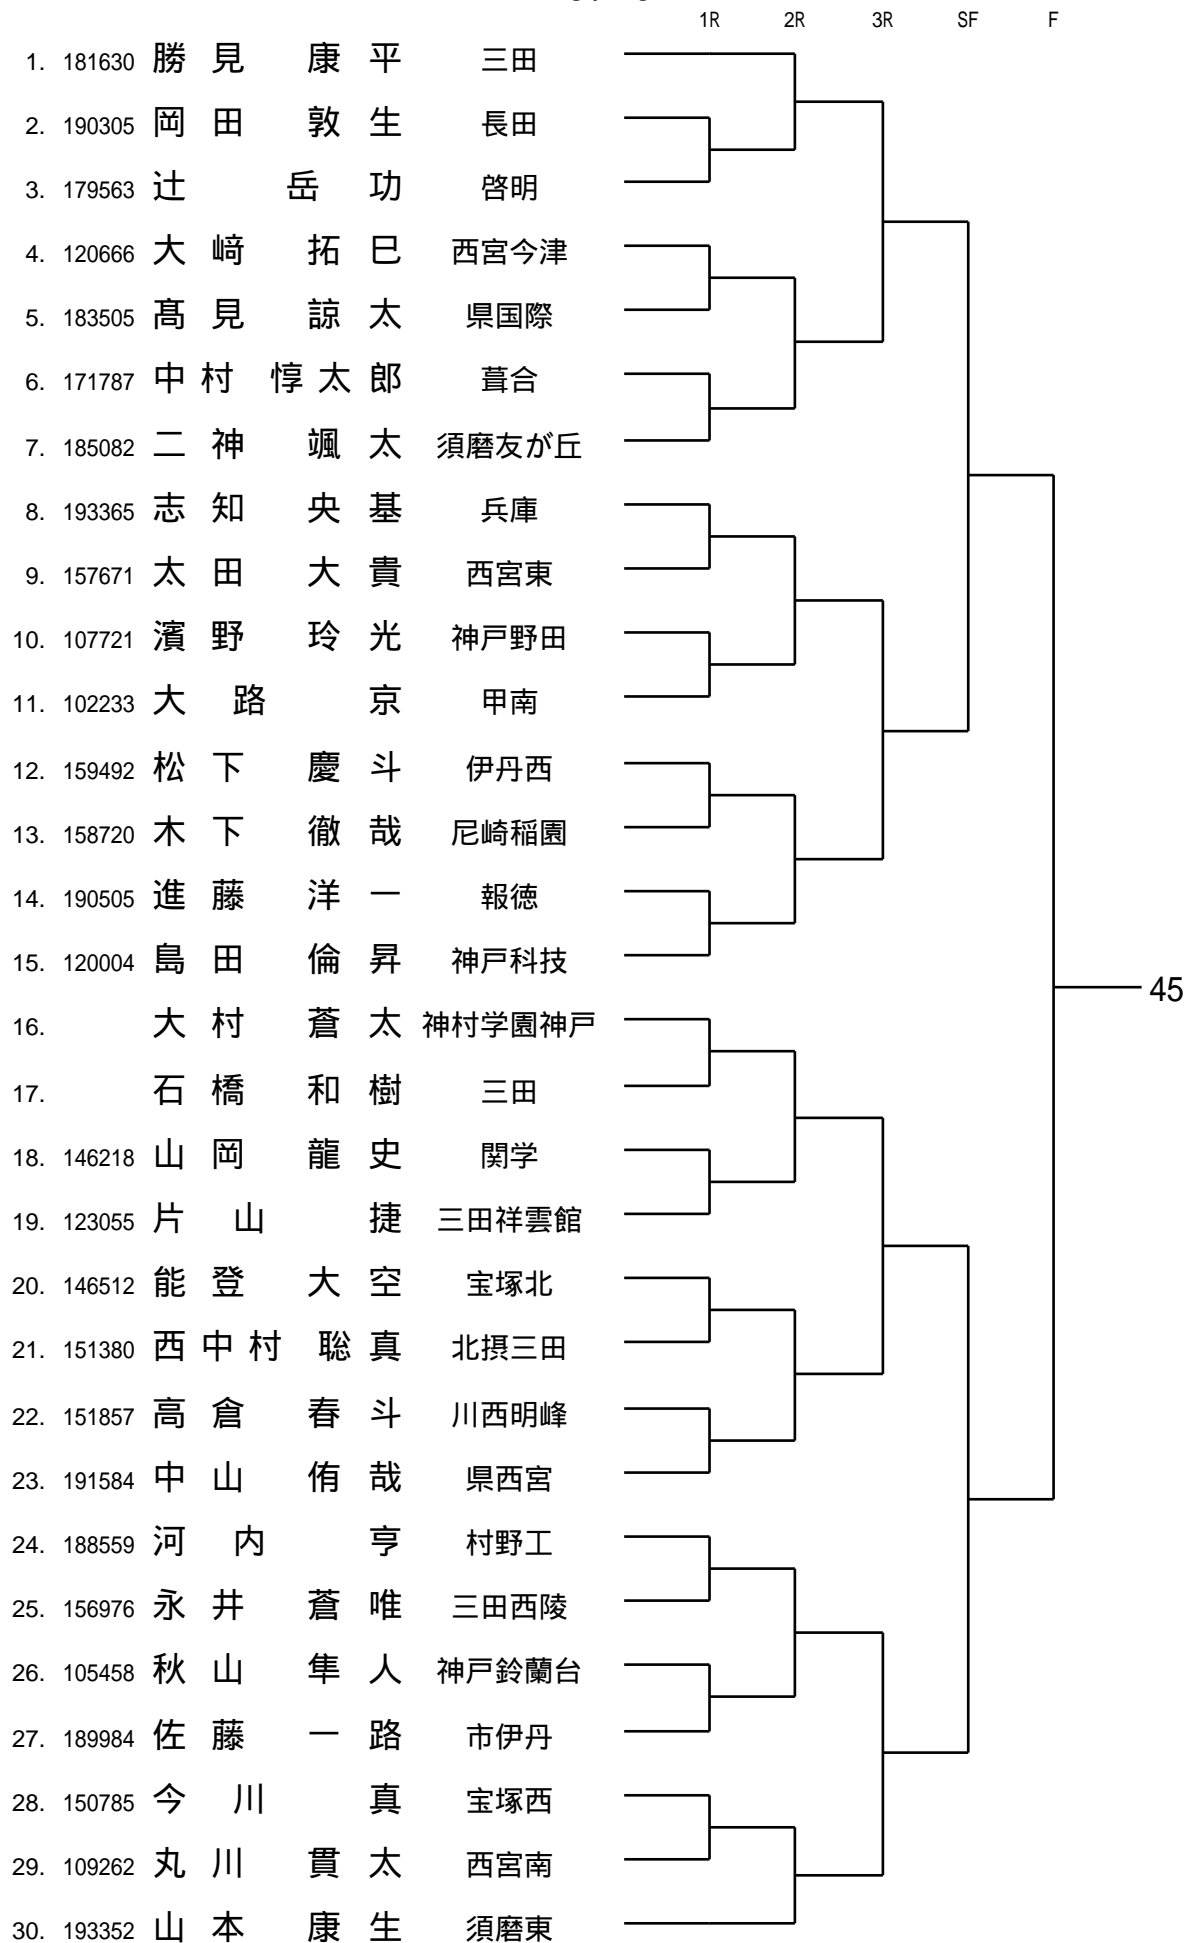 1R 2R 3R SF F
1. 181630 勝見 康平 三田
2. 190305 岡田 敦生 長田
3. 179563 辻 岳功 啓明
4. 120666 大﨑 拓巳 西宮今津
5. 183505 髙見 諒太 県国際
6. 171787 中村 惇太郎 葺合
7. 185082 二神 颯太 須磨友が丘
8. 193365 志知 央基 兵庫
9. 157671 太田 大貴 西宮東
10. 107721 濱野 玲光 神戸野田
11. 102233 大路 京 甲南
12. 159492 松下 慶斗 伊丹西
13. 158720 木下 徹哉 尼崎稲園
14. 190505 進藤 洋一 報徳
15. 120004 島田 倫昇 神戸科技
45
16. 大村 蒼太 神村学園神戸
17. 石橋 和樹 三田
18. 146218 山岡 龍史 関学
19. 123055 片山 捷 三田祥雲館
20. 146512 能登 大空 宝塚北
21. 151380 西中村 聡真 北摂三田
22. 151857 高倉 春斗 川西明峰
23. 191584 中山 侑哉 県西宮
24. 188559 河内 亨 村野工
25. 156976 永井 蒼唯 三田西陵
26. 105458 秋山 隼人 神戸鈴蘭台
27. 189984 佐藤 一路 市伊丹
28. 150785 今川 真 宝塚西
29. 109262 丸川 貫太 西宮南
30. 193352 山本 康生 須磨東